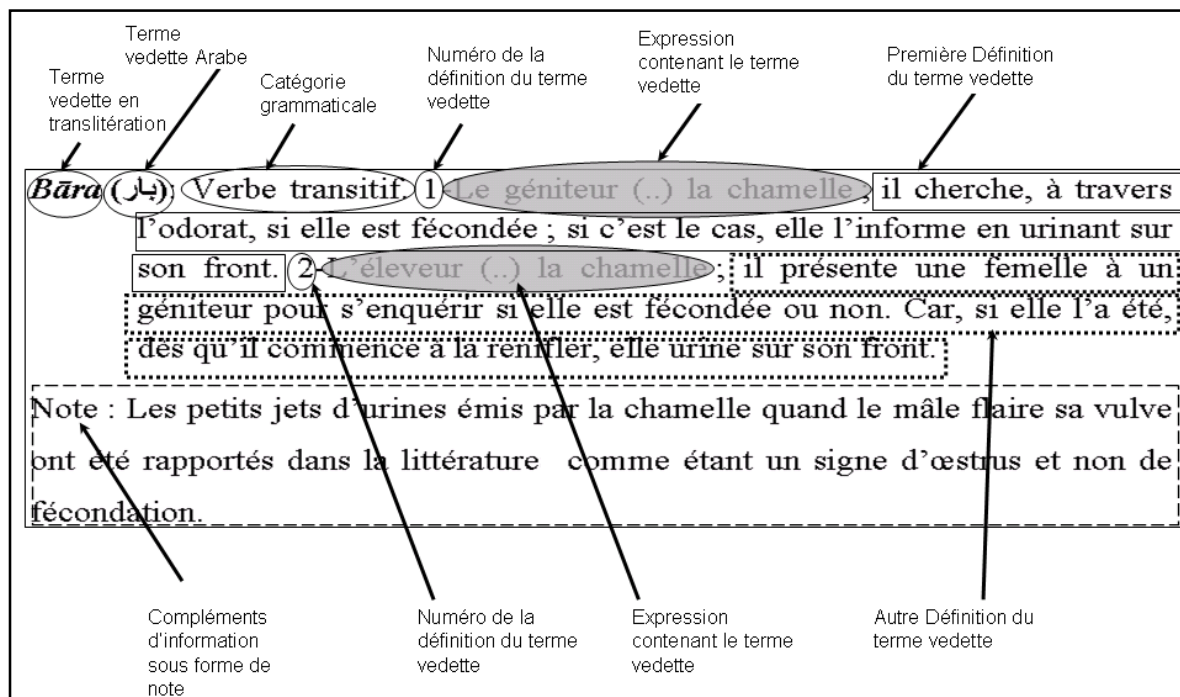 Terme
vedette en
translitération
Terme
vedette Arabe
Catégorie
grammaticale
Numéro de la
définition du terme
vedette
Expression
contenant le terme
vedette
Première Définition
du terme vedette
Bāra (بار): Verbe transitif. 1-Le géniteur (..) la chamelle ; il cherche, à travers
l’odorat, si elle est fécondée ; si c’est le cas, elle l’informe en urinant sur
son front. 2-L’éleveur (..) la chamelle ; il présente une femelle à un
géniteur pour s’enquérir si elle est fécondée ou non. Car, si elle l’a été,
dès qu’il commence à la renifler, elle urine sur son front.
Note : Les petits jets d’urines émis par la chamelle quand le mâle flaire sa vulve
ont été rapportés dans la littérature comme étant un signe d’œstrus et non de
fécondation.
Compléments
d’information
sous forme de
note
Numéro de la
définition du terme
vedette
Expression
contenant le terme
vedette
Autre Définition du
terme vedette